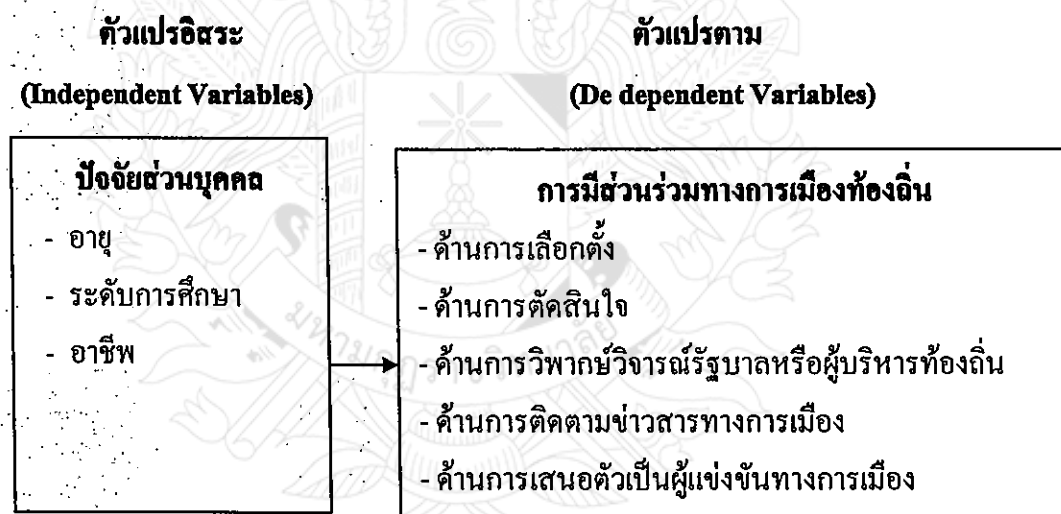 ตัวแปรอิสระ
(Independent Variables)
ปัจจัยส่วนบุคคล
- อายุ
- ระดับการศึกษา
- อาชีพ
ตัวแปรตาม
(De dependent Variables)
การมีส่วนร่วมทางการเมืองท้องถิ่น
- ด้านการเลือกตั้ง
- ด้านการตัดสินใจ
- ด้านการวิพากษ์วิจารณ์รัฐบาลหรือผู้บริหารท้องถิ่น
- ด้านการติดตามข่าวสารทางการเมือง
- ด้านการเสนอตัวเป็นผู้แข่งขันทางการเมือง